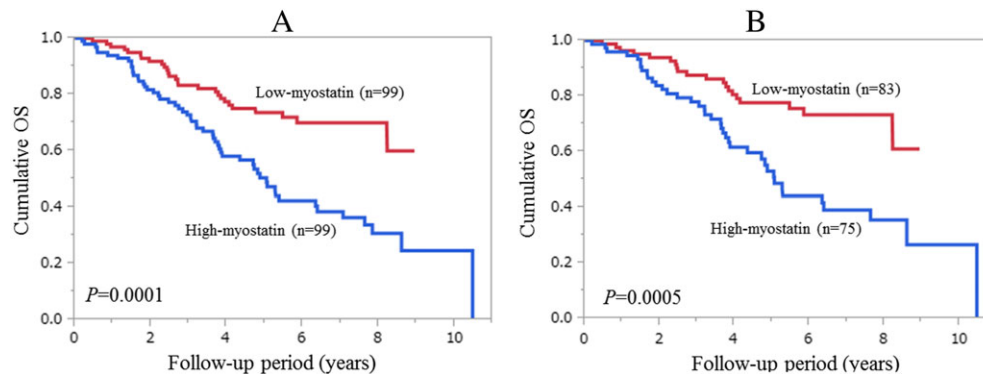 A
Cumulative OS
1.0
0.8
0.6
0.4
0.2
0.0
Low-myostatin (n=99)
High-myostatin (n=99)
P=0.0001
0 2 4 6 8 10
Follow-up period (years)
B
Cumulative OS
1.0
0.8
0.6
0.4
0.2
0.0
Low-myostatin (n=83)
High-myostatin (n=75)
P=0.0005
0 2 4 6 8 10
Follow-up period (years)